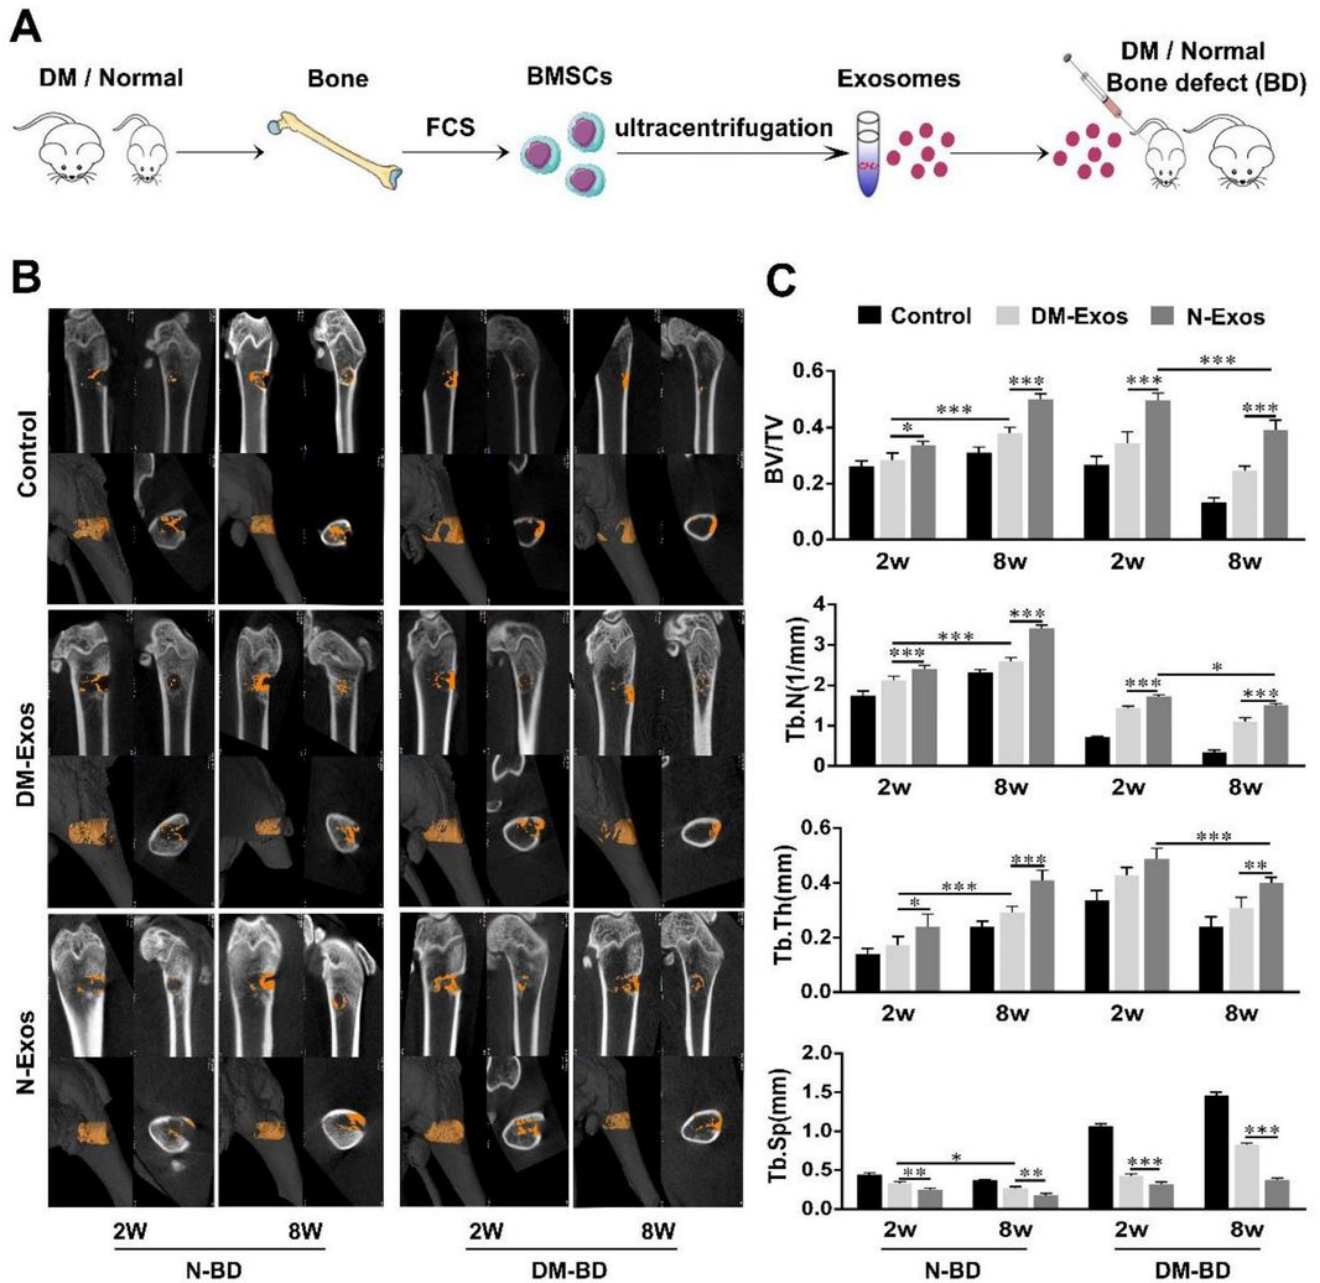 A
DM / Normal
Bone
BMSCs
Exosomes
DM / Normal
Bone defect (BD)
FCS
ultracentrifugation
B
Control
DM-Exos
N-Exos
2W 8W 2W 8W
N-BD DM-BD
C
Control DM-Exos N-Exos
BV/TV
0.6
0.4
0.2
0.0
* *** *** *** *** ***
2w 8w 2w 8w
Tb.N(1/mm)
4
3
2
1
0
*** *** *** *** * ***
2w 8w 2w 8w
Tb.Th(mm)
0.6
0.4
0.2
0.0
* *** *** *** **
2w 8w 2w 8w
Tb.Sp(mm)
2.0
1.5
1.0
0.5
0.0
** * ** *** ***
2w 8w 2w 8w
N-BD DM-BD